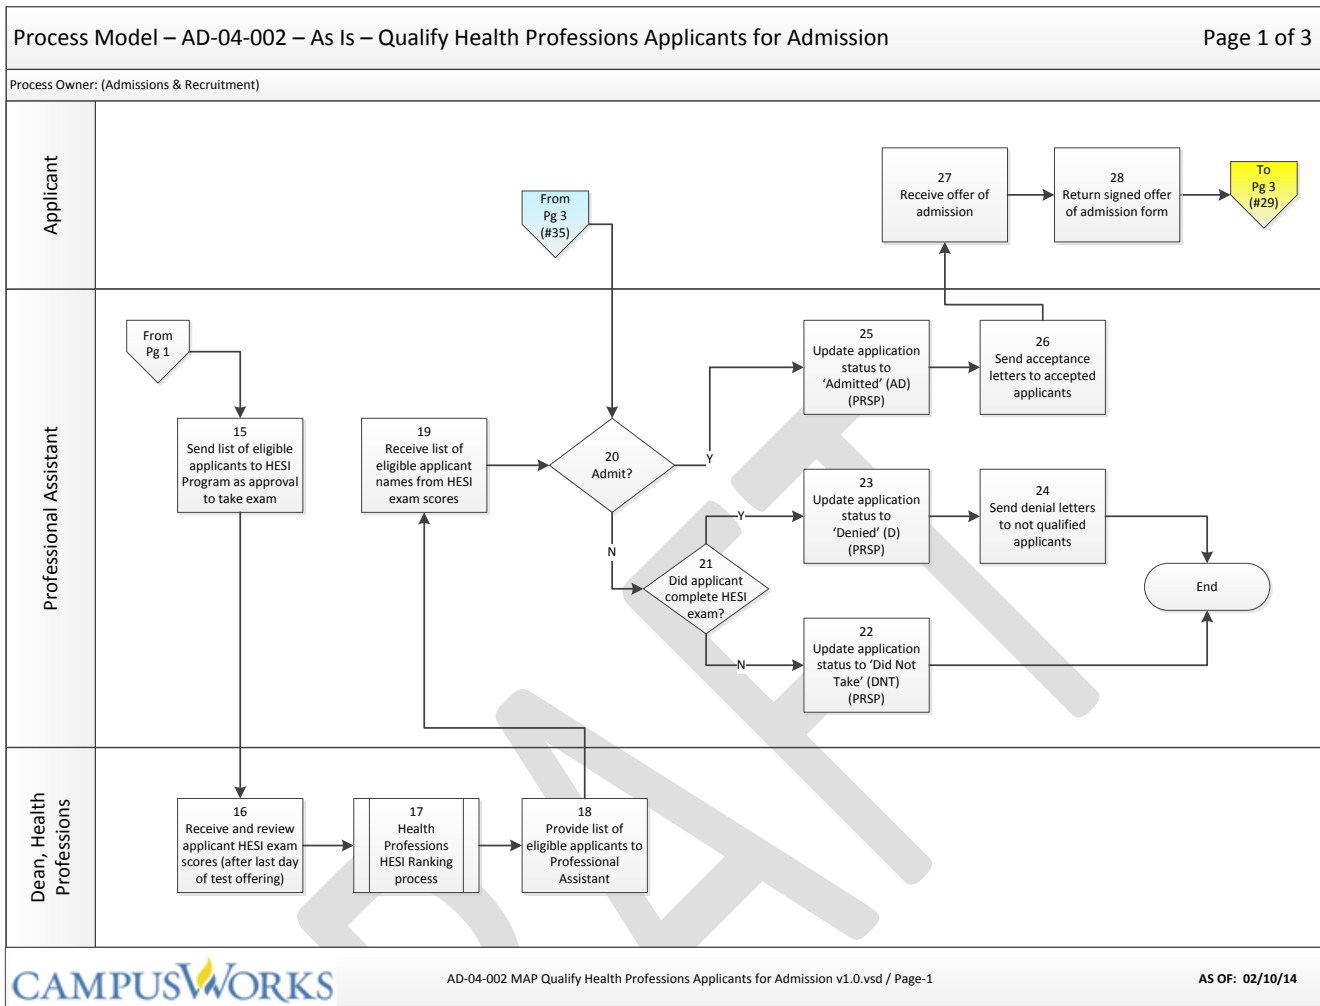 Process Model – AD-04-002 – As Is – Qualify Health Professions Applicants for Admission
Page 1 of 3
Process Owner: (Admissions & Recruitment)
Applicant
From
Pg 3
(#35)
27
Receive offer of
admission
28
Return signed offer
of admission form
To
Pg 3
(#29)
Professional Assistant
From
Pg 1
15
Send list of eligible
applicants to HESI
Program as approval
to take exam
19
Receive list of
eligible applicant
names from HESI
exam scores
20
Admit?
Y
N
25
Update application
status to
‘Admitted’ (AD)
(PRSP)
26
Send acceptance
letters to accepted
applicants
21
Did applicant
complete HESI
exam?
Y
N
23
Update application
status to
‘Denied’ (D)
(PRSP)
24
Send denial letters
to not qualified
applicants
22
Update application
status to ‘Did Not
Take’ (DNT)
(PRSP)
End
Dean, Health
Professions
16
Receive and review
applicant HESI exam
scores (after last day
of test offering)
17
Health
Professions
HESI Ranking
process
18
Provide list of
eligible applicants to
Professional
Assistant
DRAFT
CAMPUSWORKS
AD-04-002 MAP Qualify Health Professions Applicants for Admission v1.0.vsd / Page-1
AS OF: 02/10/14